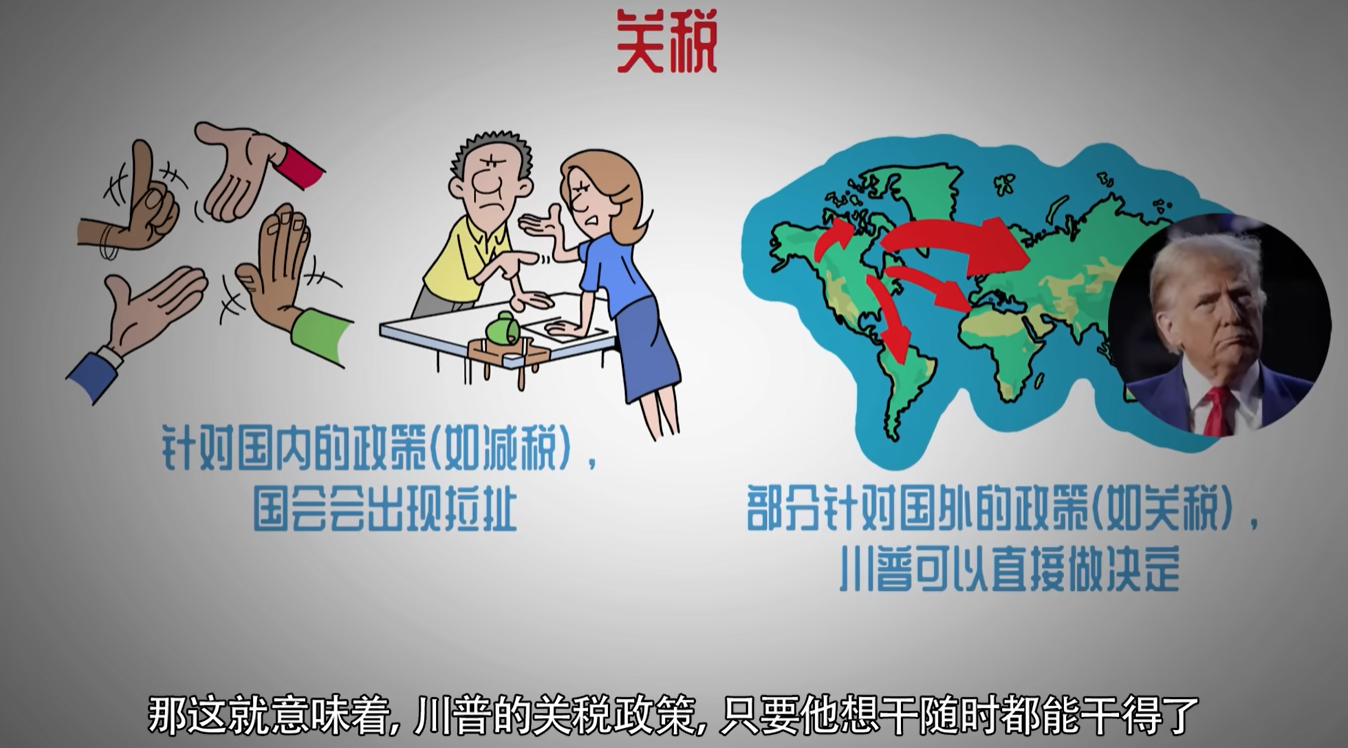 关税
针对国内的政策(如减税)，
国会会出现拉扯
部分针对国外的政策(如关税)，
川普可以直接做决定
那这就意味着, 川普的关税政策, 只要他想干随时都能干得了